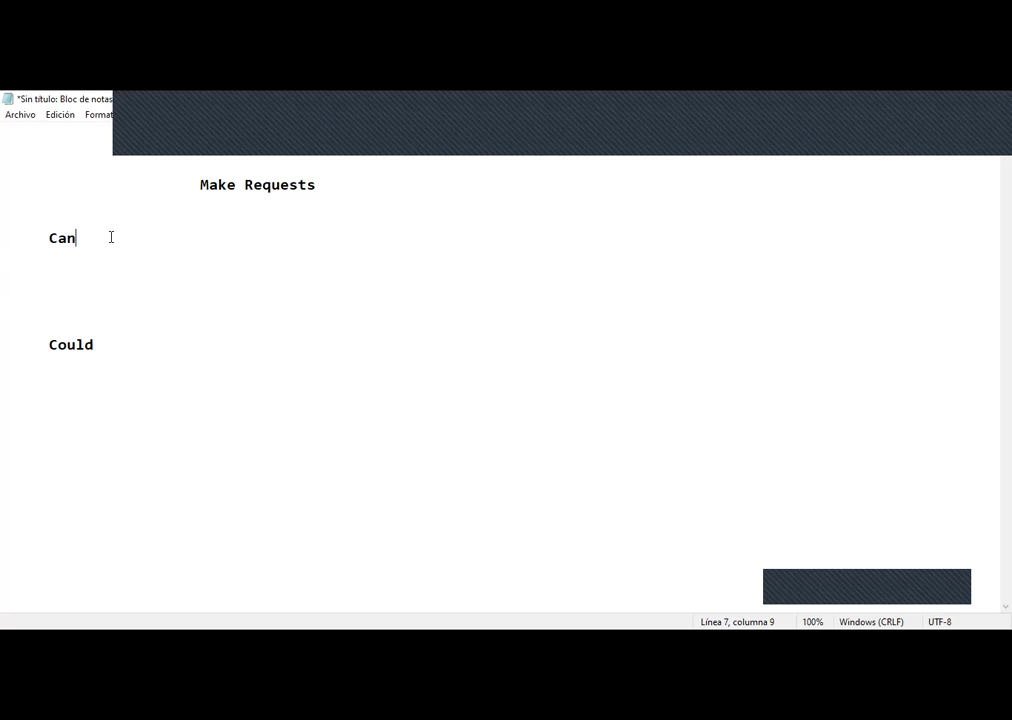 *Sin título: Bloc de notas
Archivo Edición Format
Make Requests
Can
Could
Línea 7, columna 9 100% Windows (CRLF) UTF-8